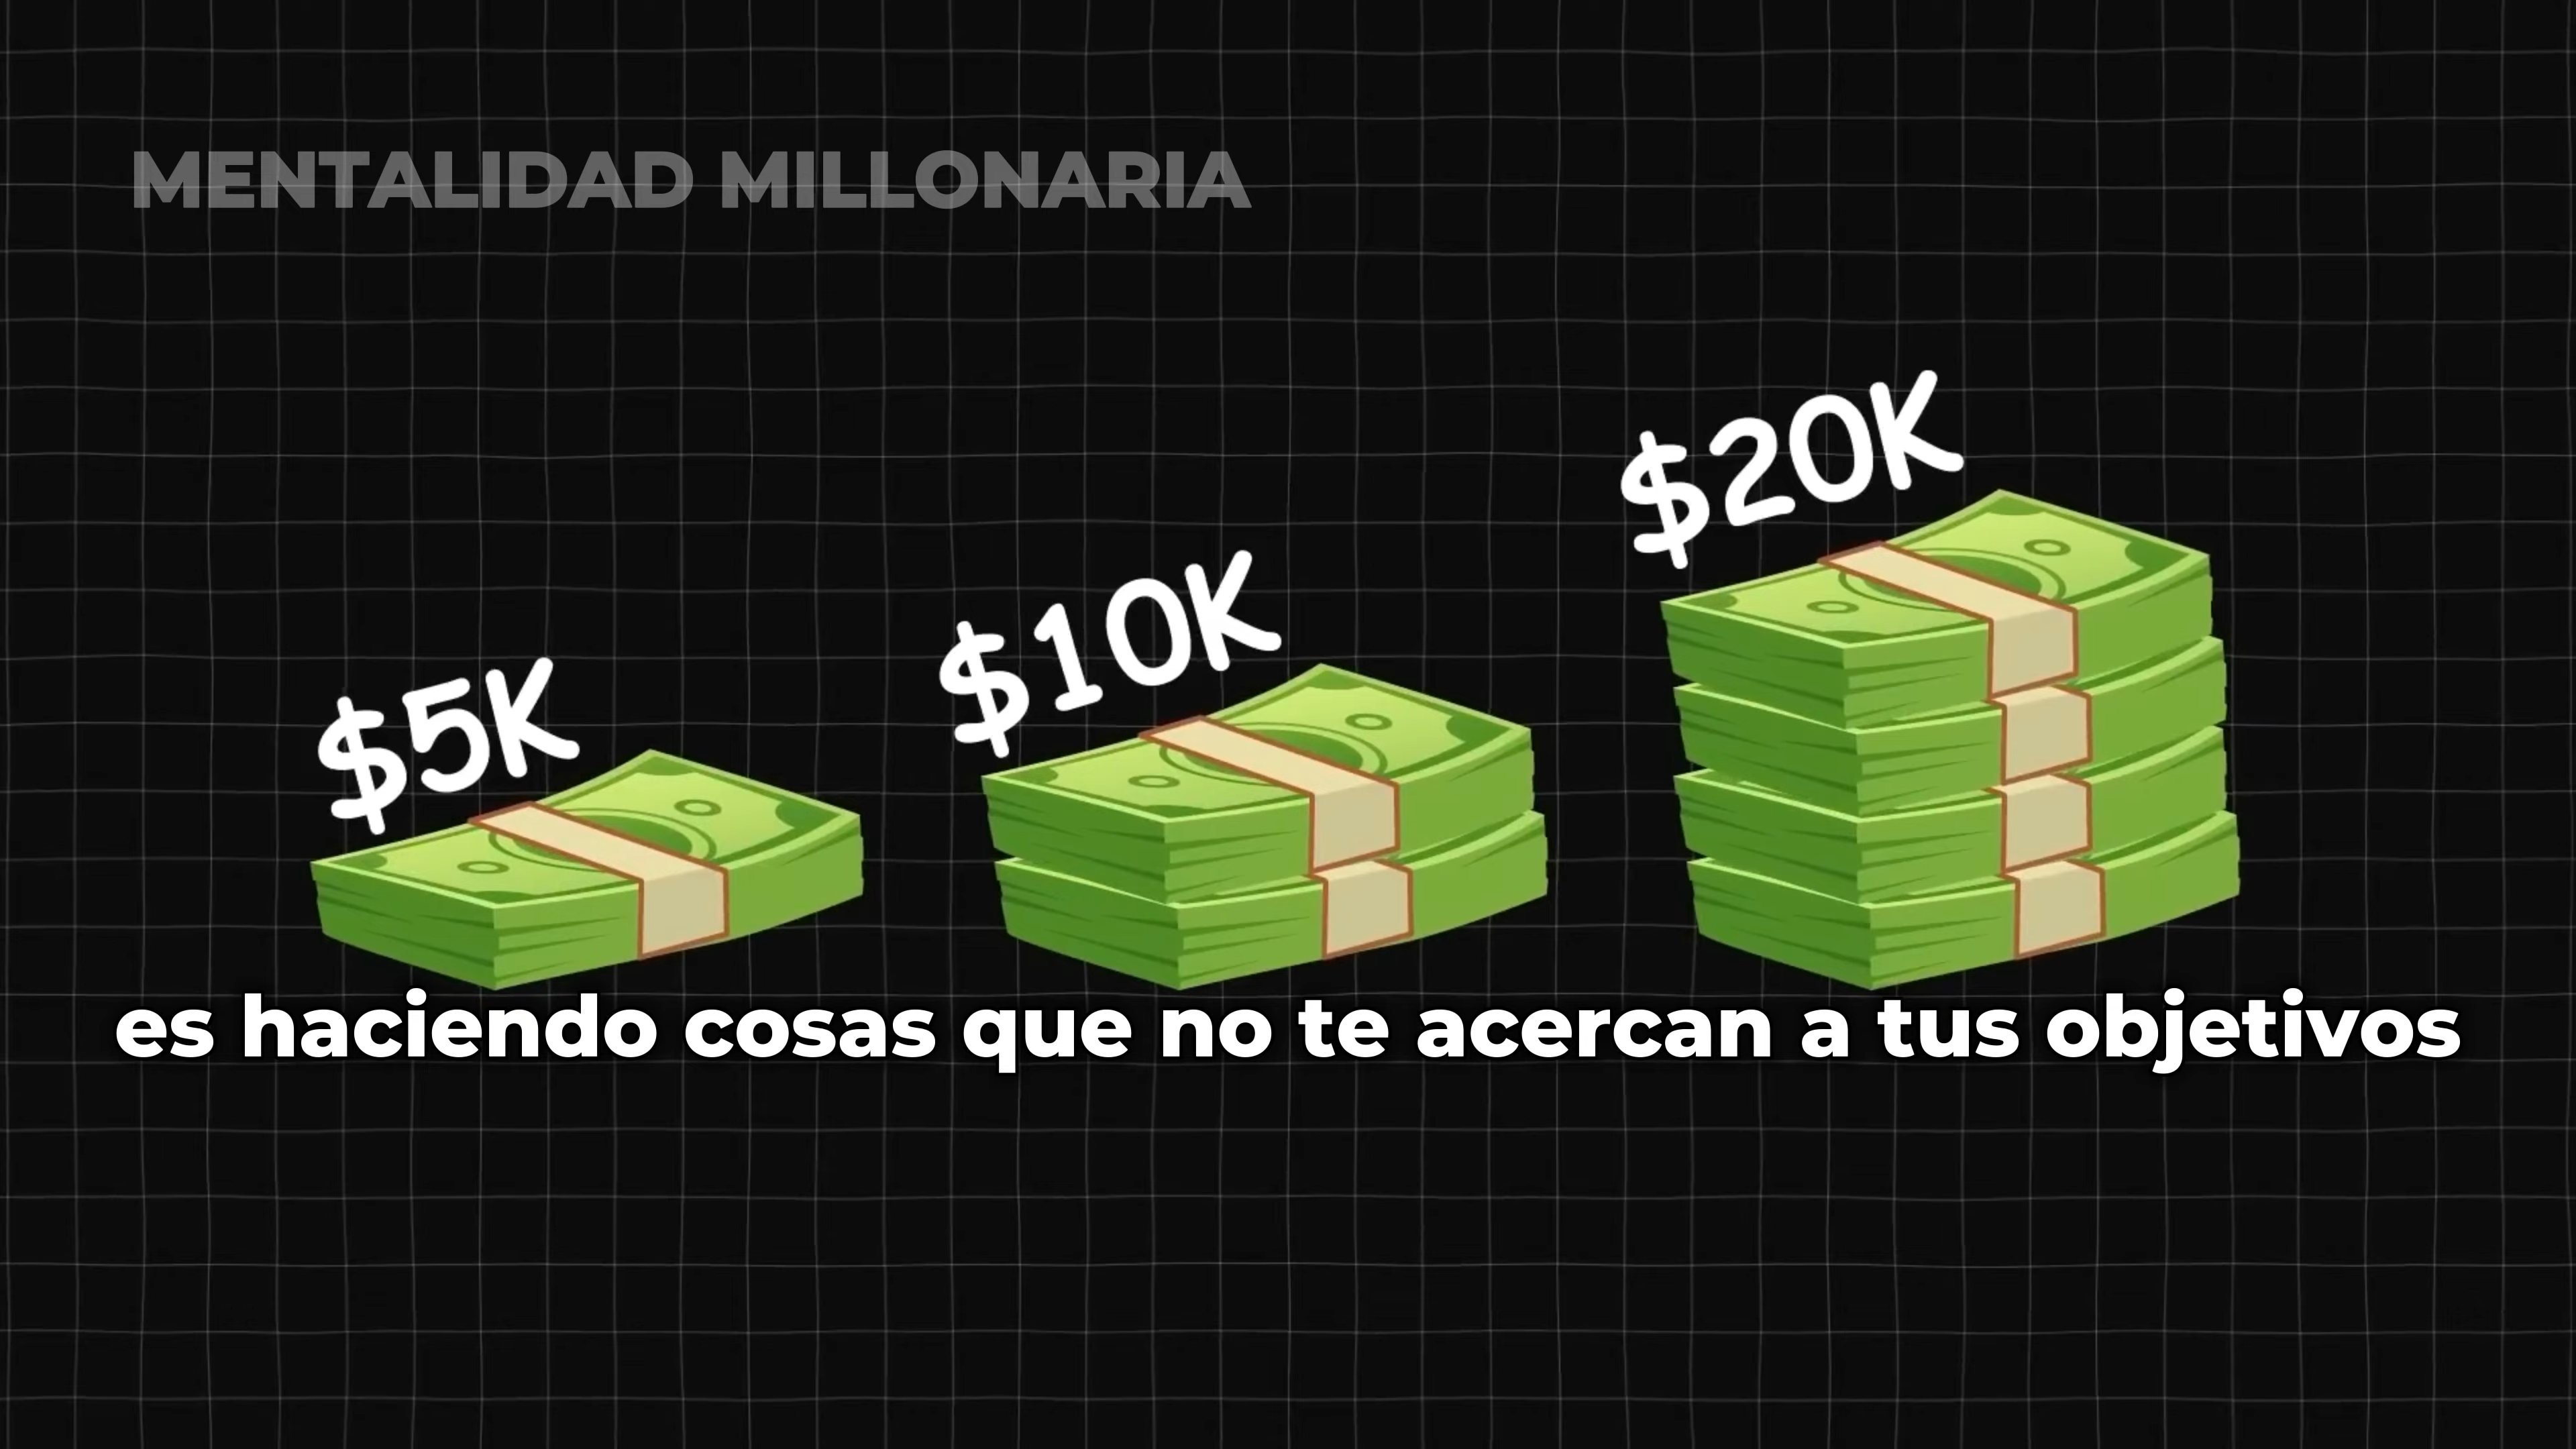 MENTALIDAD MILLONARIA
$5K
$10K
$20K
es haciendo cosas que no te acercan a tus objetivos